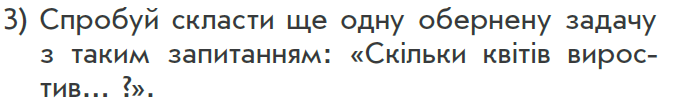 3) Спробуй скласти ще одну обернену задачу
з таким запитанням: «Скільки квітів вирос-
тив... ?».